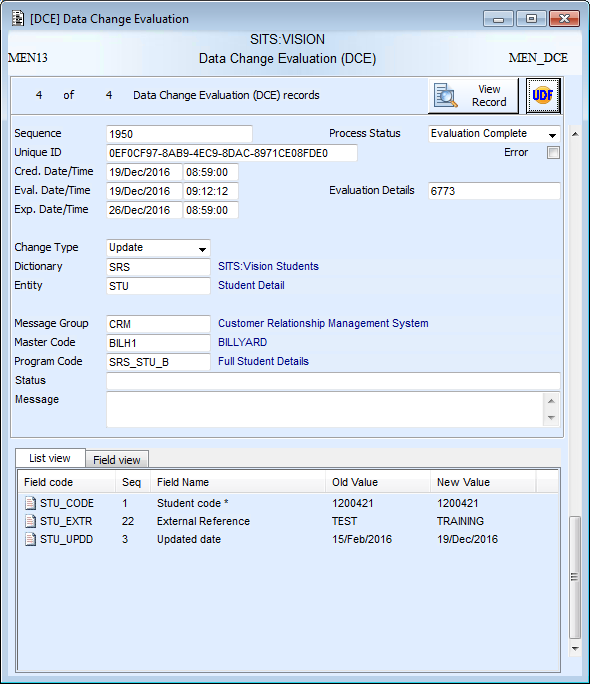 [DCE] Data Change Evaluation
SITS:VISION
MEN13 Data Change Evaluation (DCE) MEN_DCE
4 of 4 Data Change Evaluation (DCE) records View Record UDF
Sequence 1950 Process Status Evaluation Complete
Unique ID 0EF0CF97-8AB9-4EC9-8DAC-8971CE08FDE0 Error
Cred. Date/Time 19/Dec/2016 08:59:00
Eval. Date/Time 19/Dec/2016 09:12:12 Evaluation Details 6773
Exp. Date/Time 26/Dec/2016 08:59:00
Change Type Update
Dictionary SRS SITS:Vision Students
Entity STU Student Detail
Message Group CRM Customer Relationship Management System
Master Code BILH1 BILLYARD
Program Code SRS_STU_B Full Student Details
Status
Message
List view Field view
Field code Seq Field Name Old Value New Value
STU_CODE 1 Student code * 1200421 1200421
STU_EXTR 22 External Reference TEST TRAINING
STU_UPDD 3 Updated date 15/Feb/2016 19/Dec/2016